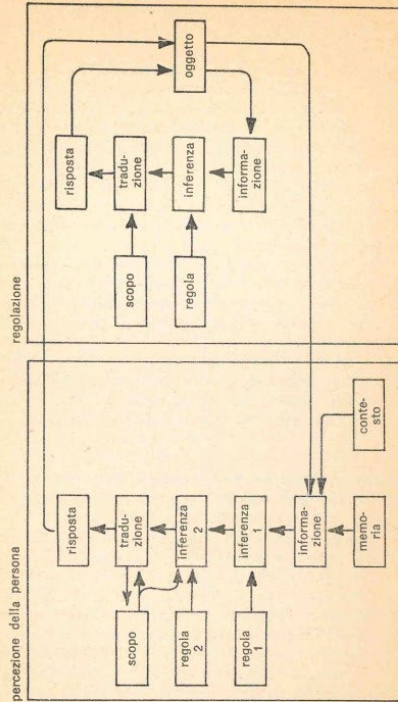 percezione della persona
risposta
scopo
tradu-
zione
regola
2
inferenza
2
regola
1
inferenza
1
informa-
zione
memo-
ria
conte-
sto
regolazione
risposta
scopo
tradu-
zione
regola
inferenza
informa-
zione
oggetto